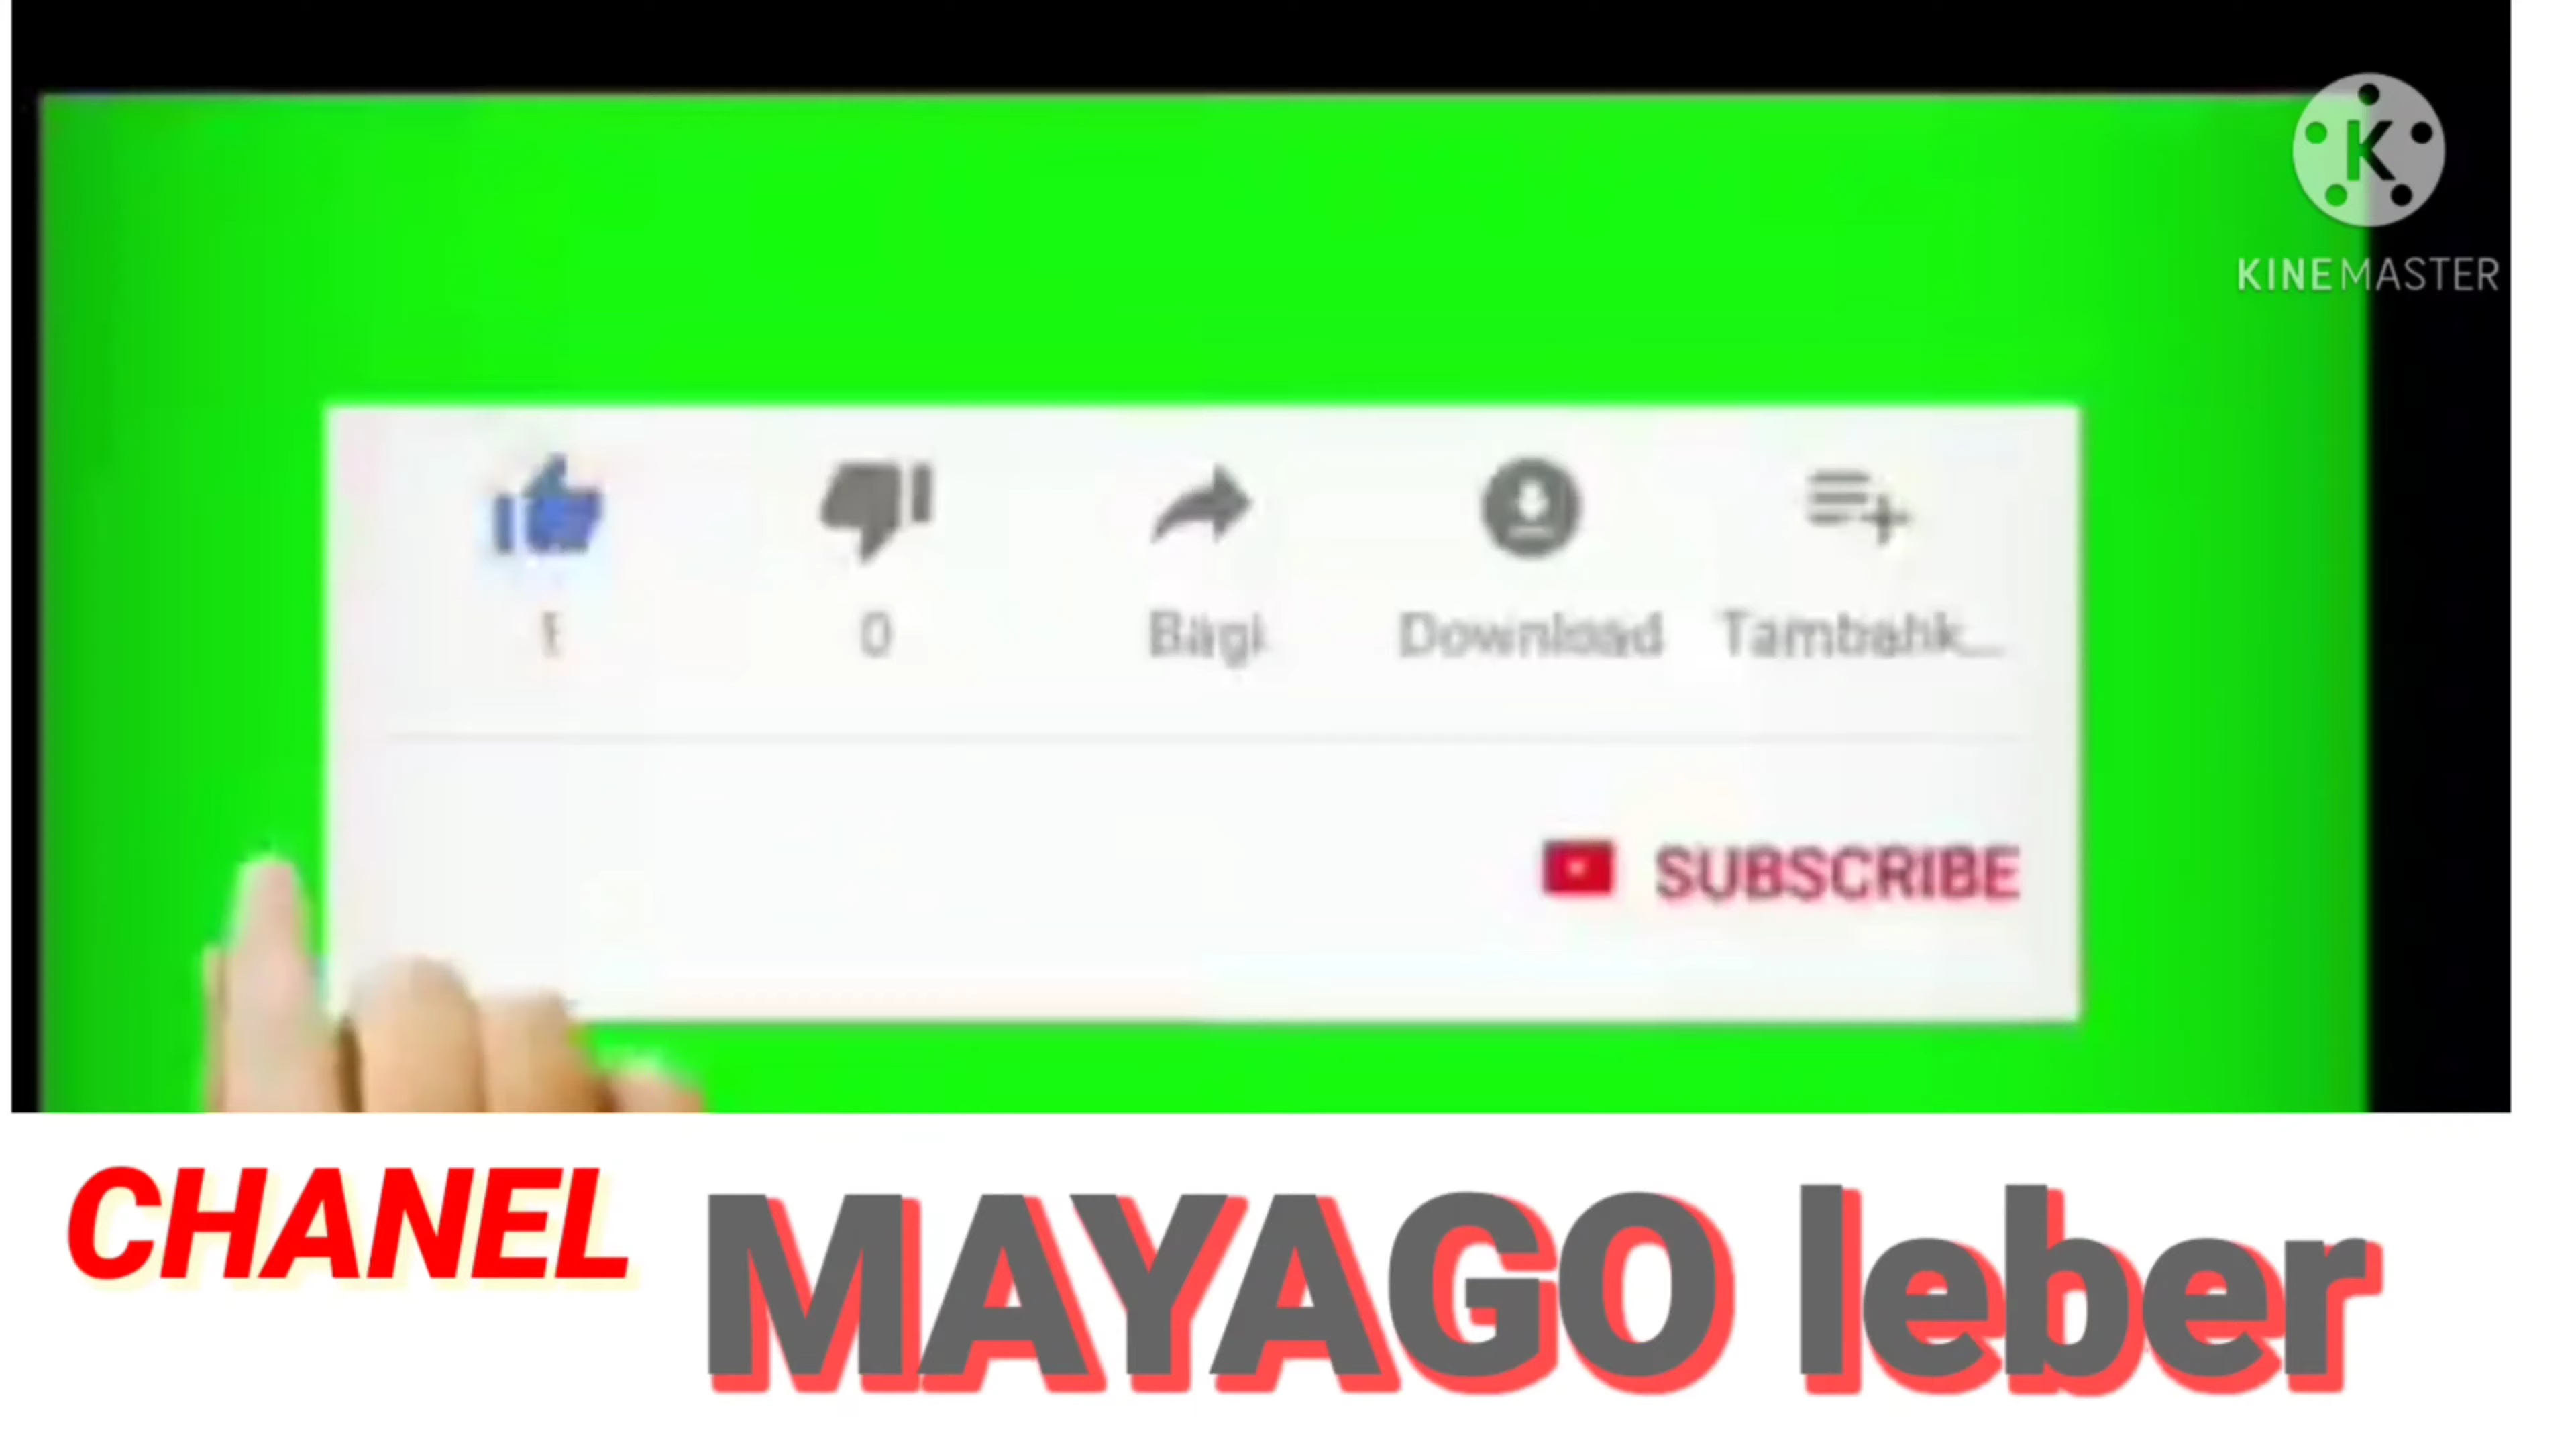 K
KINEMASTER
0 Bagi Download Tambahk...
SUBSCRIBE
CHANEL MAYAGO leber